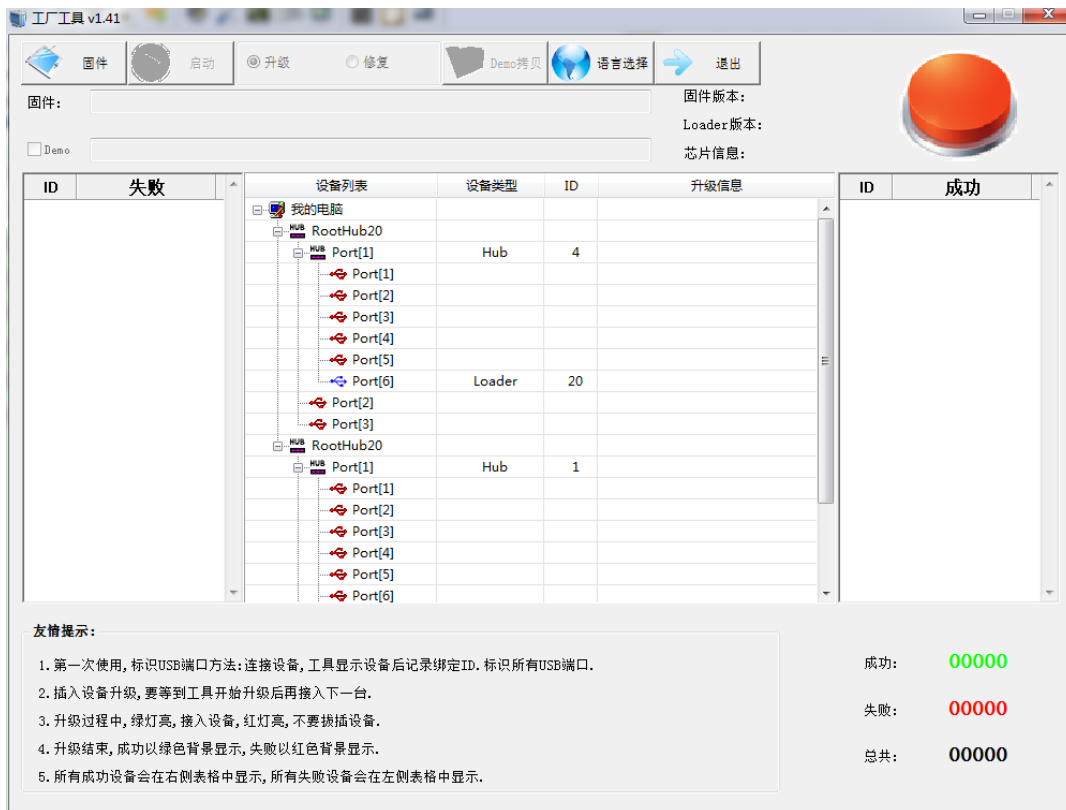 工厂工具 v1.41
固件 启动 升级 修复 Demo拷贝 语言选择 退出
固件: 固件版本:
Loader版本:
Demo 芯片信息:
ID 失败 设备列表 设备类型 ID 升级信息 ID 成功
我的电脑
HUB RootHub20
HUB Port[1] Hub 4
Port[1]
Port[2]
Port[3]
Port[4]
Port[5]
Port[6] Loader 20
Port[2]
Port[3]
HUB RootHub20
HUB Port[1] Hub 1
Port[1]
Port[2]
Port[3]
Port[4]
Port[5]
Port[6]
友情提示:
1.第一次使用,标识USB端口方法:连接设备,工具显示设备后记录绑定ID.标识所有USB端口.
2.插入设备升级,要等到工具开始升级后再接入下一台.
3.升级过程中,绿灯亮,接入设备,红灯亮,不要拔插设备.
4.升级结束,成功以绿色背景显示,失败以红色背景显示.
5.所有成功设备会在右侧表格中显示,所有失败设备会在左侧表格中显示.
成功: 00000
失败: 00000
总共: 00000